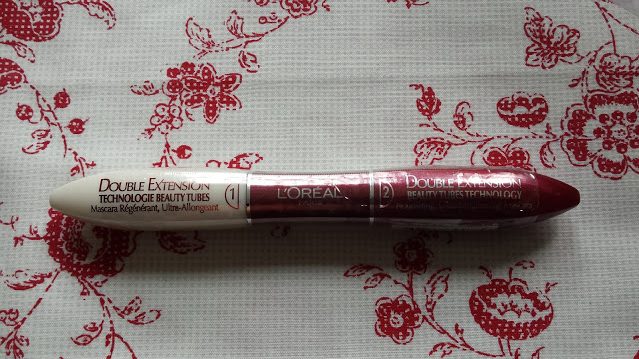 DOUBLE EXTENSION
TECHNOLOGIE BEAUTY TUBES
Mascara Régénérant, Ultra-Allongeant
1
L'ORÉAL
2
DOUBLE EXTENSION
BEAUTY TUBES TECHNOLOGY